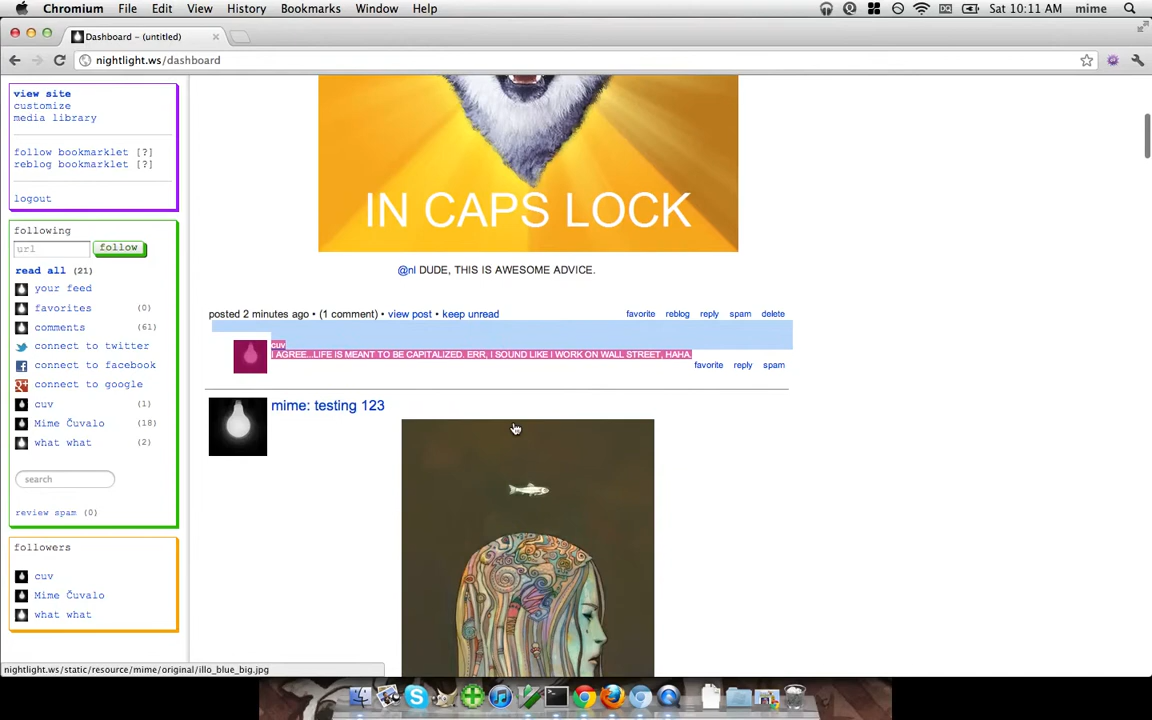 Chromium File Edit View History Bookmarks Window Help Sat 10:11 AM mime
Dashboard – (untitled)
nightlight.ws/dashboard
view site
customize
media library
follow bookmarklet [?]
reblog bookmarklet [?]
logout
following
url follow
read all (21)
your feed
favorites (0)
comments (61)
connect to twitter
connect to facebook
connect to google
cuv (1)
Mime Čuvalo (18)
what what (2)
search
review spam (0)
followers
cuv
Mime Čuvalo
what what
IN CAPS LOCK
@nl DUDE, THIS IS AWESOME ADVICE.
posted 2 minutes ago • (1 comment) • view post • keep unread favorite reblog reply spam delete
cuv
I AGREE...LIFE IS MEANT TO BE CAPITALIZED. ERR, I SOUND LIKE I WORK ON WALL STREET, HAHA.
favorite reply spam
mime: testing 123
nightlight.ws/static/resource/mime/original/illo_blue_big.jpg